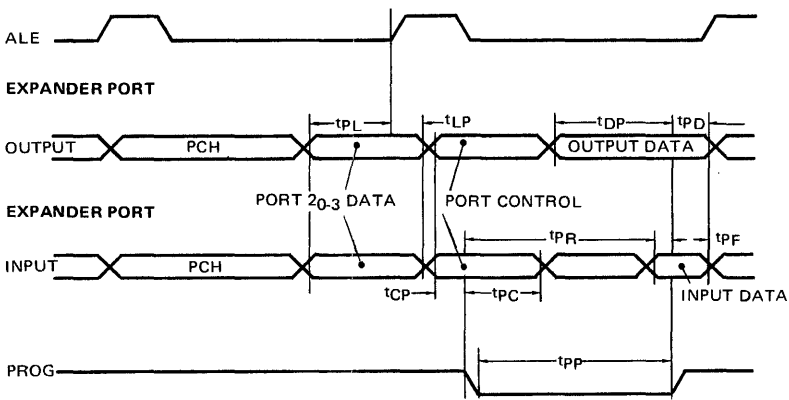 ALE
EXPANDER PORT
tPL
tLP
tDP
tPD
OUTPUT
PCH
OUTPUT DATA
PORT 20-3 DATA
PORT CONTROL
EXPANDER PORT
tPR
tPF
INPUT
PCH
tCP
tPC
INPUT DATA
tPP
PROG